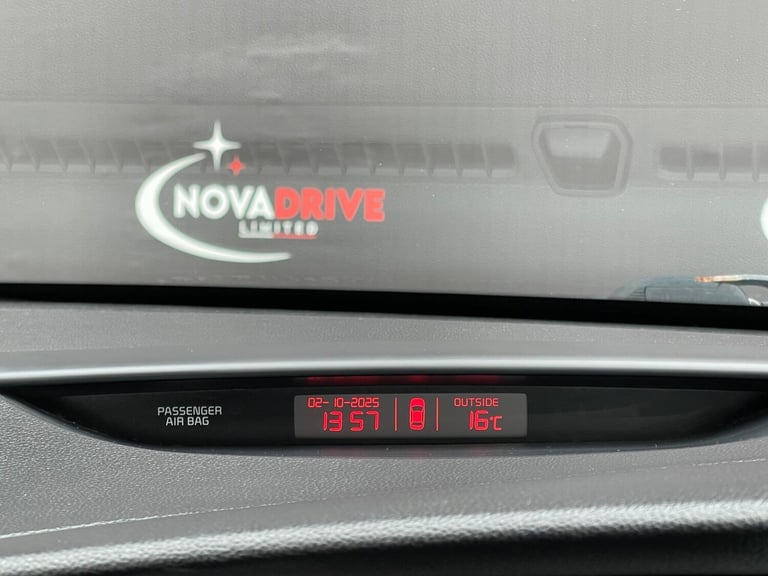 NOVADRIVE
LIMITED
PASSENGER
AIR BAG
02-10-2025
13:57
OUTSIDE
16°C